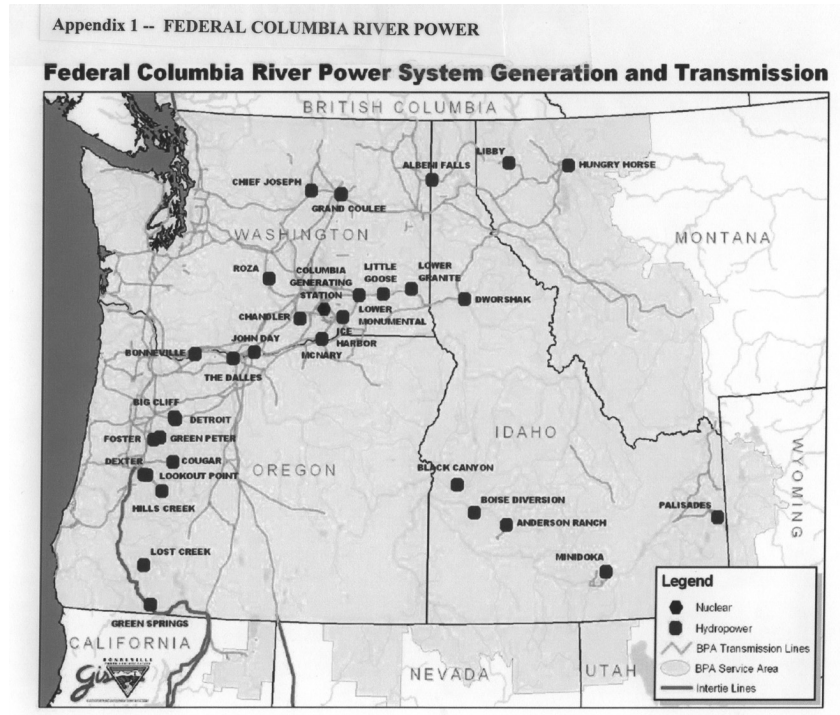 Appendix 1 -- FEDERAL COLUMBIA RIVER POWER
Federal Columbia River Power System Generation and Transmission
BRITISH COLUMBIA
LIBBY
ALBENI FALLS
HUNGRY HORSE
CHIEF JOSEPH
GRAND COULEE
WASHINGTON
MONTANA
ROZA
COLUMBIA
GENERATING
STATION
LITTLE
GOOSE
LOWER
GRANITE
DWORSHAK
CHANDLER
LOWER
MONUMENTAL
ICE
HARBOR
JOHN DAY
MCNARY
BONNEVILLE
THE DALLES
BIG CLIFF
DETROIT
FOSTER
GREEN PETER
IDAHO
DEXTER
COUGAR
LOOKOUT POINT
OREGON
BLACK CANYON
WYOMING
HILLS CREEK
BOISE DIVERSION
PALISADES
ANDERSON RANCH
LOST CREEK
MINIDOKA
GREEN SPRINGS
CALIFORNIA
NEVADA
UTAH
BONNEVILLE
GIS
Legend
Nuclear
Hydropower
BPA Transmission Lines
BPA Service Area
Intertie Lines